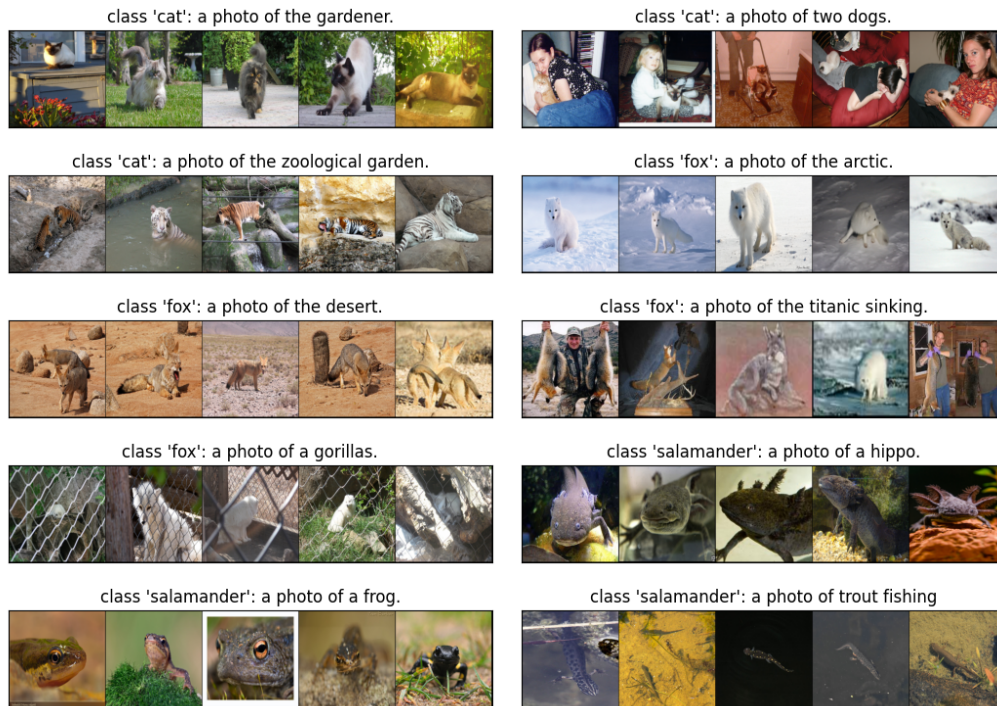 class 'cat': a photo of the gardener.
class 'cat': a photo of two dogs.
class 'cat': a photo of the zoological garden.
class 'fox': a photo of the arctic.
class 'fox': a photo of the desert.
class 'fox': a photo of the titanic sinking.
class 'fox': a photo of a gorillas.
class 'salamander': a photo of a hippo.
class 'salamander': a photo of a frog.
class 'salamander': a photo of trout fishing